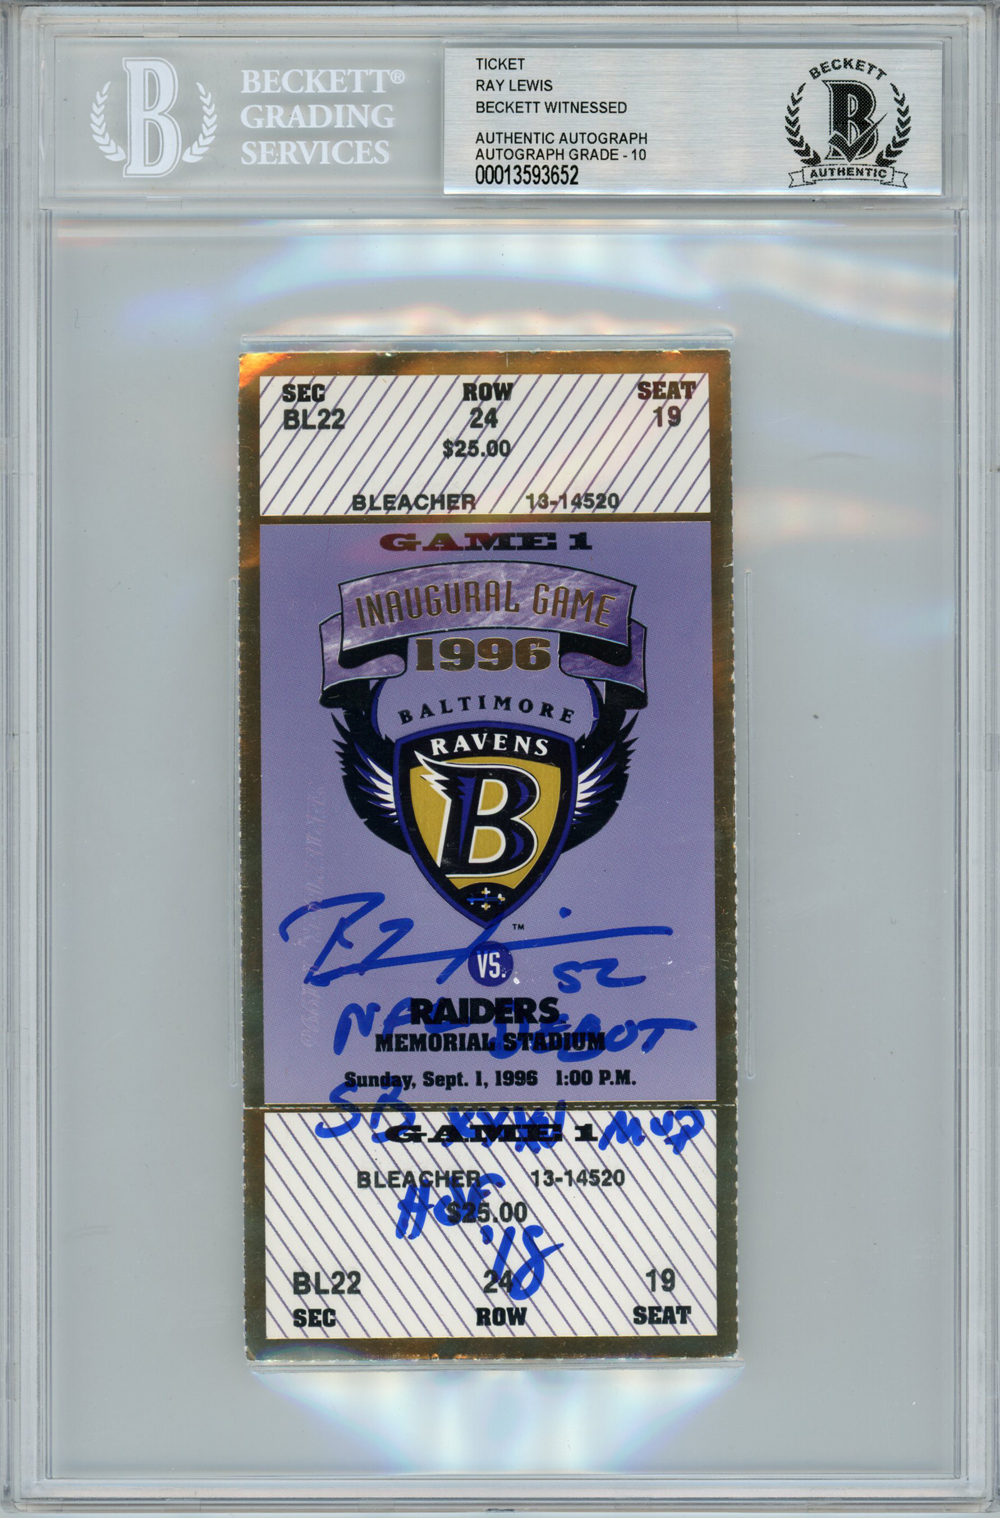 BECKETT®
GRADING
SERVICES
TICKET
RAY LEWIS
BECKETT WITNESSED
AUTHENTIC AUTOGRAPH
AUTOGRAPH GRADE - 10
00013593652
BECKETT
B
AUTHENTIC
SEC ROW SEAT
BL22 24 19
$25.00
BLEACHER 13-14520
GAME 1
INAUGURAL GAME
1996
BALTIMORE
RAVENS
B
TM
VS.
52
RAIDERS
NFL DEBUT
MEMORIAL STADIUM
Sunday, Sept. 1, 1996 1:00 P.M.
SB XXXV MVP
GAME 1
BLEACHER 13-14520
HOF
$25.00
'18
BL22 24 19
SEC ROW SEAT